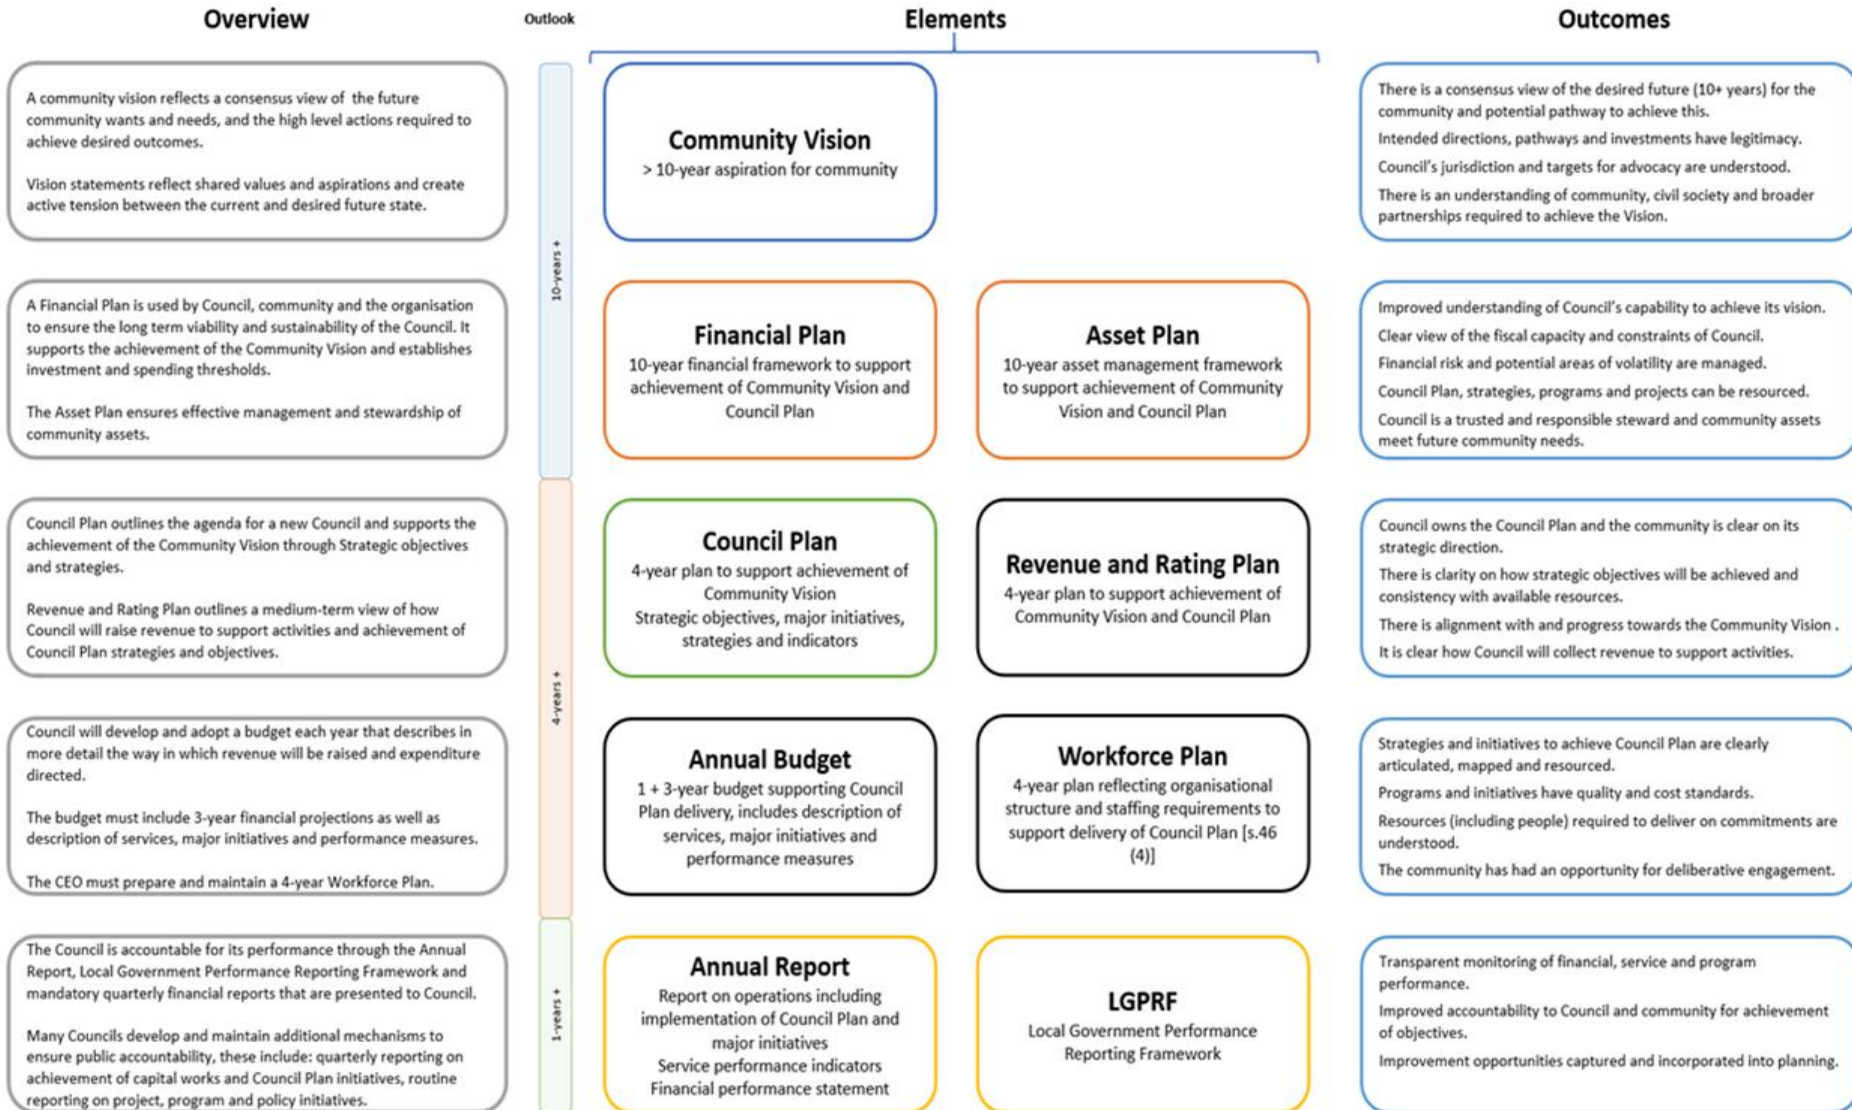 Overview
Outlook
Elements
Outcomes
A community vision reflects a consensus view of the future
community wants and needs, and the high level actions required to
achieve desired outcomes.
Vision statements reflect shared values and aspirations and create
active tension between the current and desired future state.
10-years +
Community Vision
> 10-year aspiration for community
There is a consensus view of the desired future (10+ years) for the
community and potential pathway to achieve this.
Intended directions, pathways and investments have legitimacy.
Council's jurisdiction and targets for advocacy are understood.
There is an understanding of community, civil society and broader
partnerships required to achieve the Vision.
A Financial Plan is used by Council, community and the organisation
to ensure the long term viability and sustainability of the Council. It
supports the achievement of the Community Vision and establishes
investment and spending thresholds.
The Asset Plan ensures effective management and stewardship of
community assets.
Financial Plan
10-year financial framework to support
achievement of Community Vision and
Council Plan
Asset Plan
10-year asset management framework
to support achievement of Community
Vision and Council Plan
Improved understanding of Council's capability to achieve its vision.
Clear view of the fiscal capacity and constraints of Council.
Financial risk and potential areas of volatility are managed.
Council Plan, strategies, programs and projects can be resourced.
Council is a trusted and responsible steward and community assets
meet future community needs.
Council Plan outlines the agenda for a new Council and supports the
achievement of the Community Vision through Strategic objectives
and strategies.
Revenue and Rating Plan outlines a medium-term view of how
Council will raise revenue to support activities and achievement of
Council Plan strategies and objectives.
4-years +
Council Plan
4-year plan to support achievement of
Community Vision
Strategic objectives, major initiatives,
strategies and indicators
Revenue and Rating Plan
4-year plan to support achievement of
Community Vision and Council Plan
Council owns the Council Plan and the community is clear on its
strategic direction.
There is clarity on how strategic objectives will be achieved and
consistency with available resources.
There is alignment with and progress towards the Community Vision .
It is clear how Council will collect revenue to support activities.
Council will develop and adopt a budget each year that describes in
more detail the way in which revenue will be raised and expenditure
directed.
The budget must include 3-year financial projections as well as
description of services, major initiatives and performance measures.
The CEO must prepare and maintain a 4-year Workforce Plan.
Annual Budget
1 + 3-year budget supporting Council
Plan delivery, includes description of
services, major initiatives and
performance measures
Workforce Plan
4-year plan reflecting organisational
structure and staffing requirements to
support delivery of Council Plan [s.46
(4)]
Strategies and initiatives to achieve Council Plan are clearly
articulated, mapped and resourced.
Programs and initiatives have quality and cost standards.
Resources (including people) required to deliver on commitments are
understood.
The community has had an opportunity for deliberative engagement.
The Council is accountable for its performance through the Annual
Report, Local Government Performance Reporting Framework and
mandatory quarterly financial reports that are presented to Council.
Many Councils develop and maintain additional mechanisms to
ensure public accountability, these include: quarterly reporting on
achievement of capital works and Council Plan initiatives, routine
reporting on project, program and policy initiatives.
1-years +
Annual Report
Report on operations including
implementation of Council Plan and
major initiatives
Service performance indicators
Financial performance statement
LGPRF
Local Government Performance
Reporting Framework
Transparent monitoring of financial, service and program
performance.
Improved accountability to Council and community for achievement
of objectives.
Improvement opportunities captured and incorporated into planning.